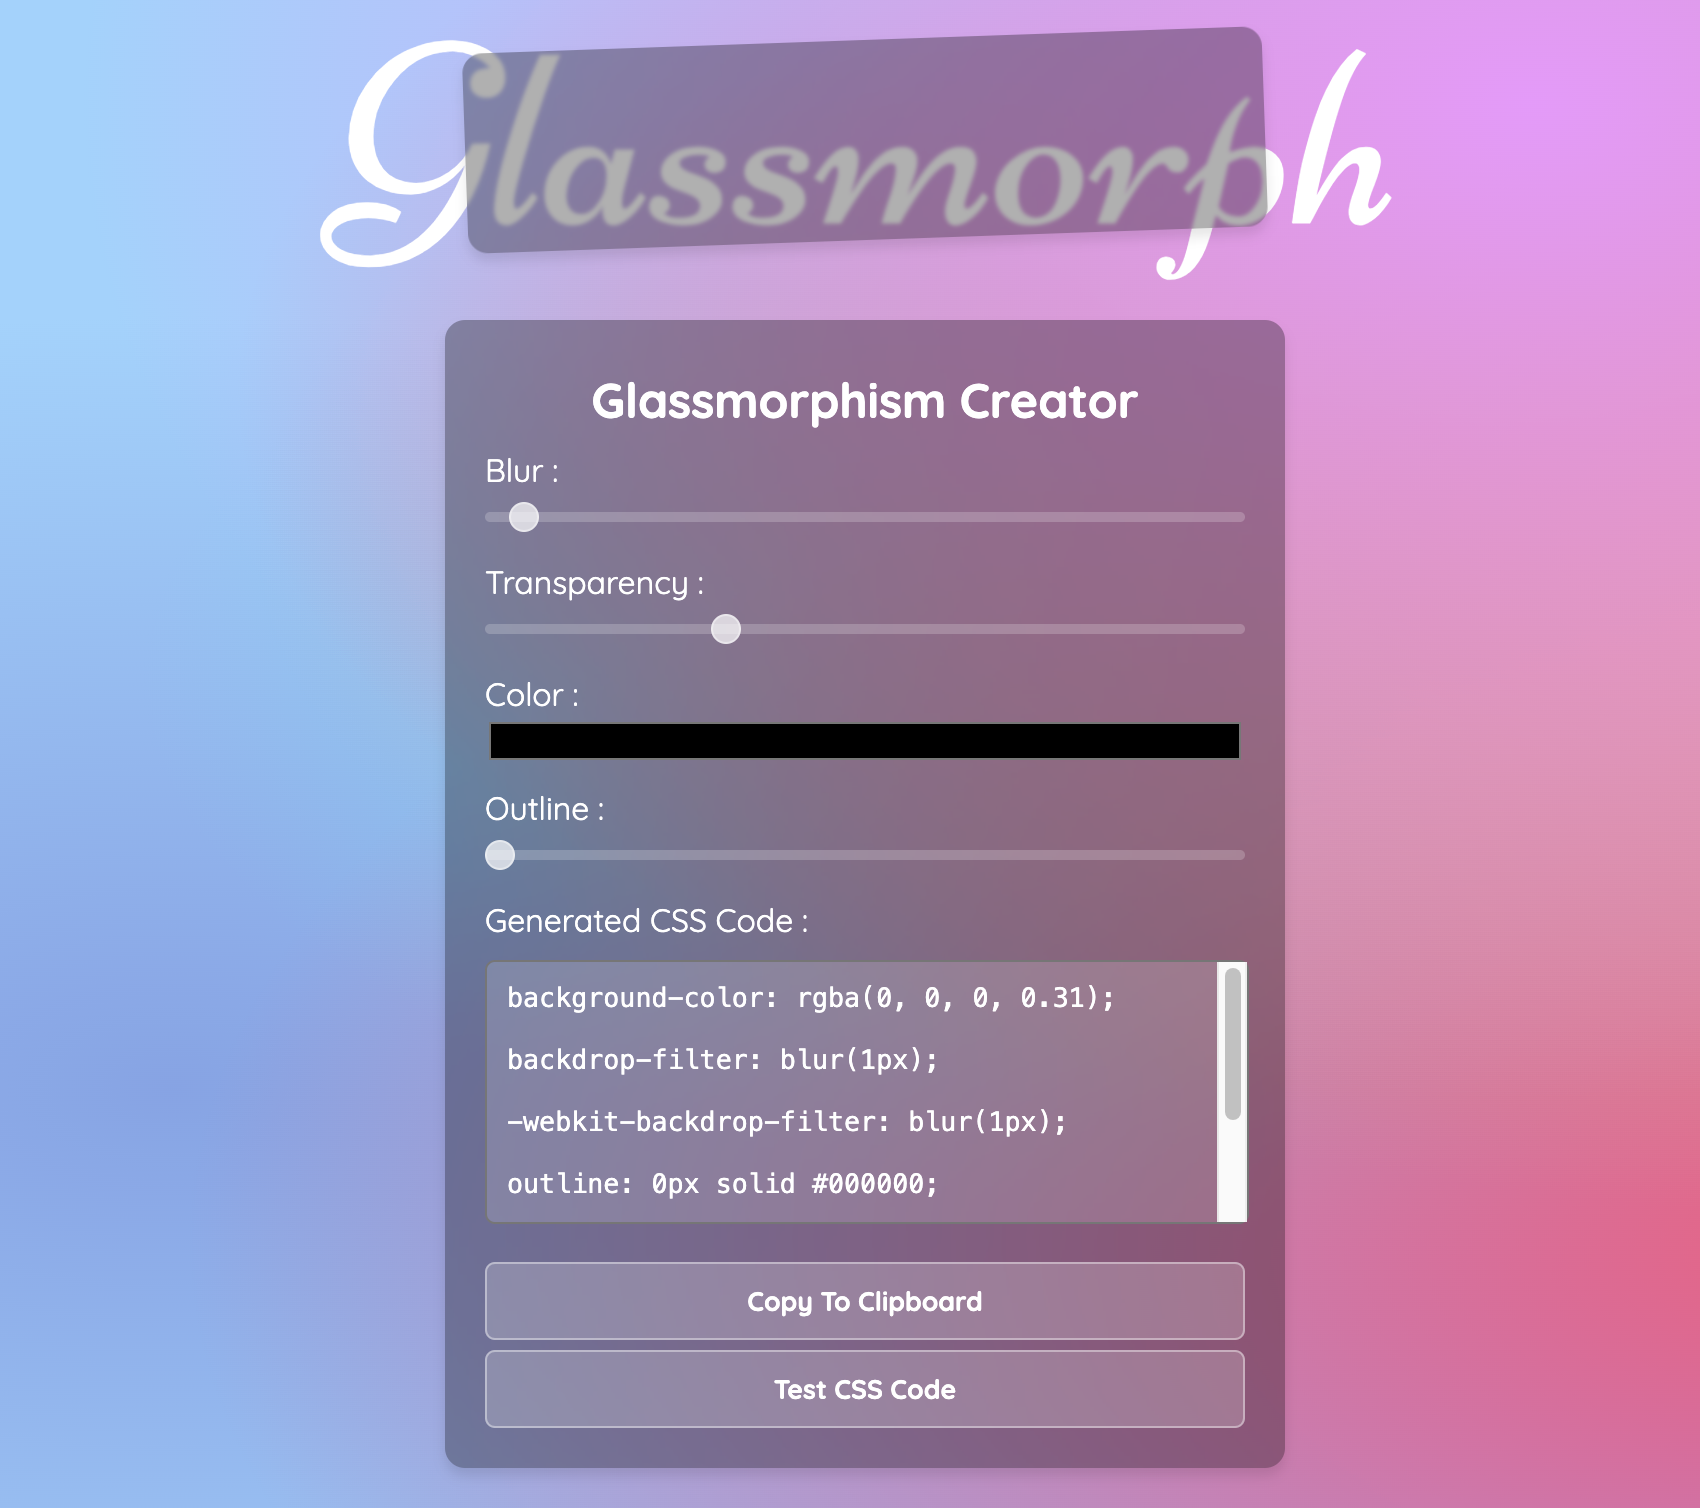 Glassmorph
Glassmorphism Creator
Blur :
Transparency :
Color :
Outline :
Generated CSS Code :
background-color: rgba(0, 0, 0, 0.31);
backdrop-filter: blur(1px);
-webkit-backdrop-filter: blur(1px);
outline: 0px solid #000000;
Copy To Clipboard
Test CSS Code